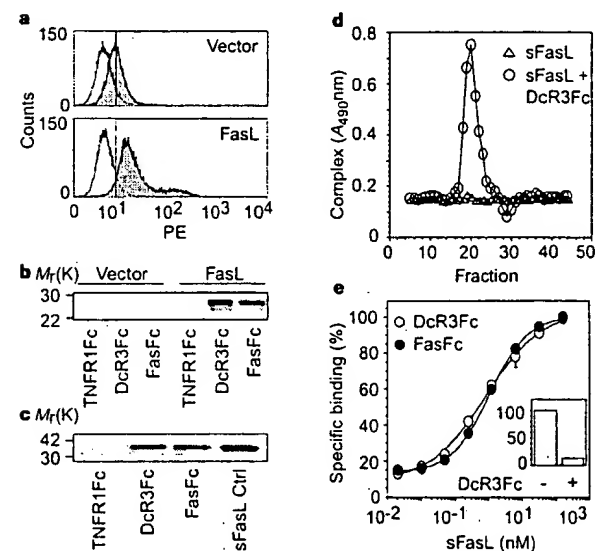 a
150
Vector
0
150
FasL
0
Counts
0 10¹ 10² 10³ 10⁴
PE
b Mr(K) Vector FasL
30
22
TNFR1Fc
DcR3Fc
FasFc
TNFR1Fc
DcR3Fc
FasFc
c Mr(K)
42
30
TNFR1Fc
DcR3Fc
FasFc
sFasL Ctrl
d
0.8
0.6
0.4
0.2
0
Complex (A490nm)
sFasL
sFasL +
DcR3Fc
0 10 20 30 40 50
Fraction
e
100
80
60
40
20
0
Specific binding (%)
DcR3Fc
FasFc
100
50
0
DcR3Fc - +
10⁻² 10⁻¹ 10¹ 10³
sFasL (nM)